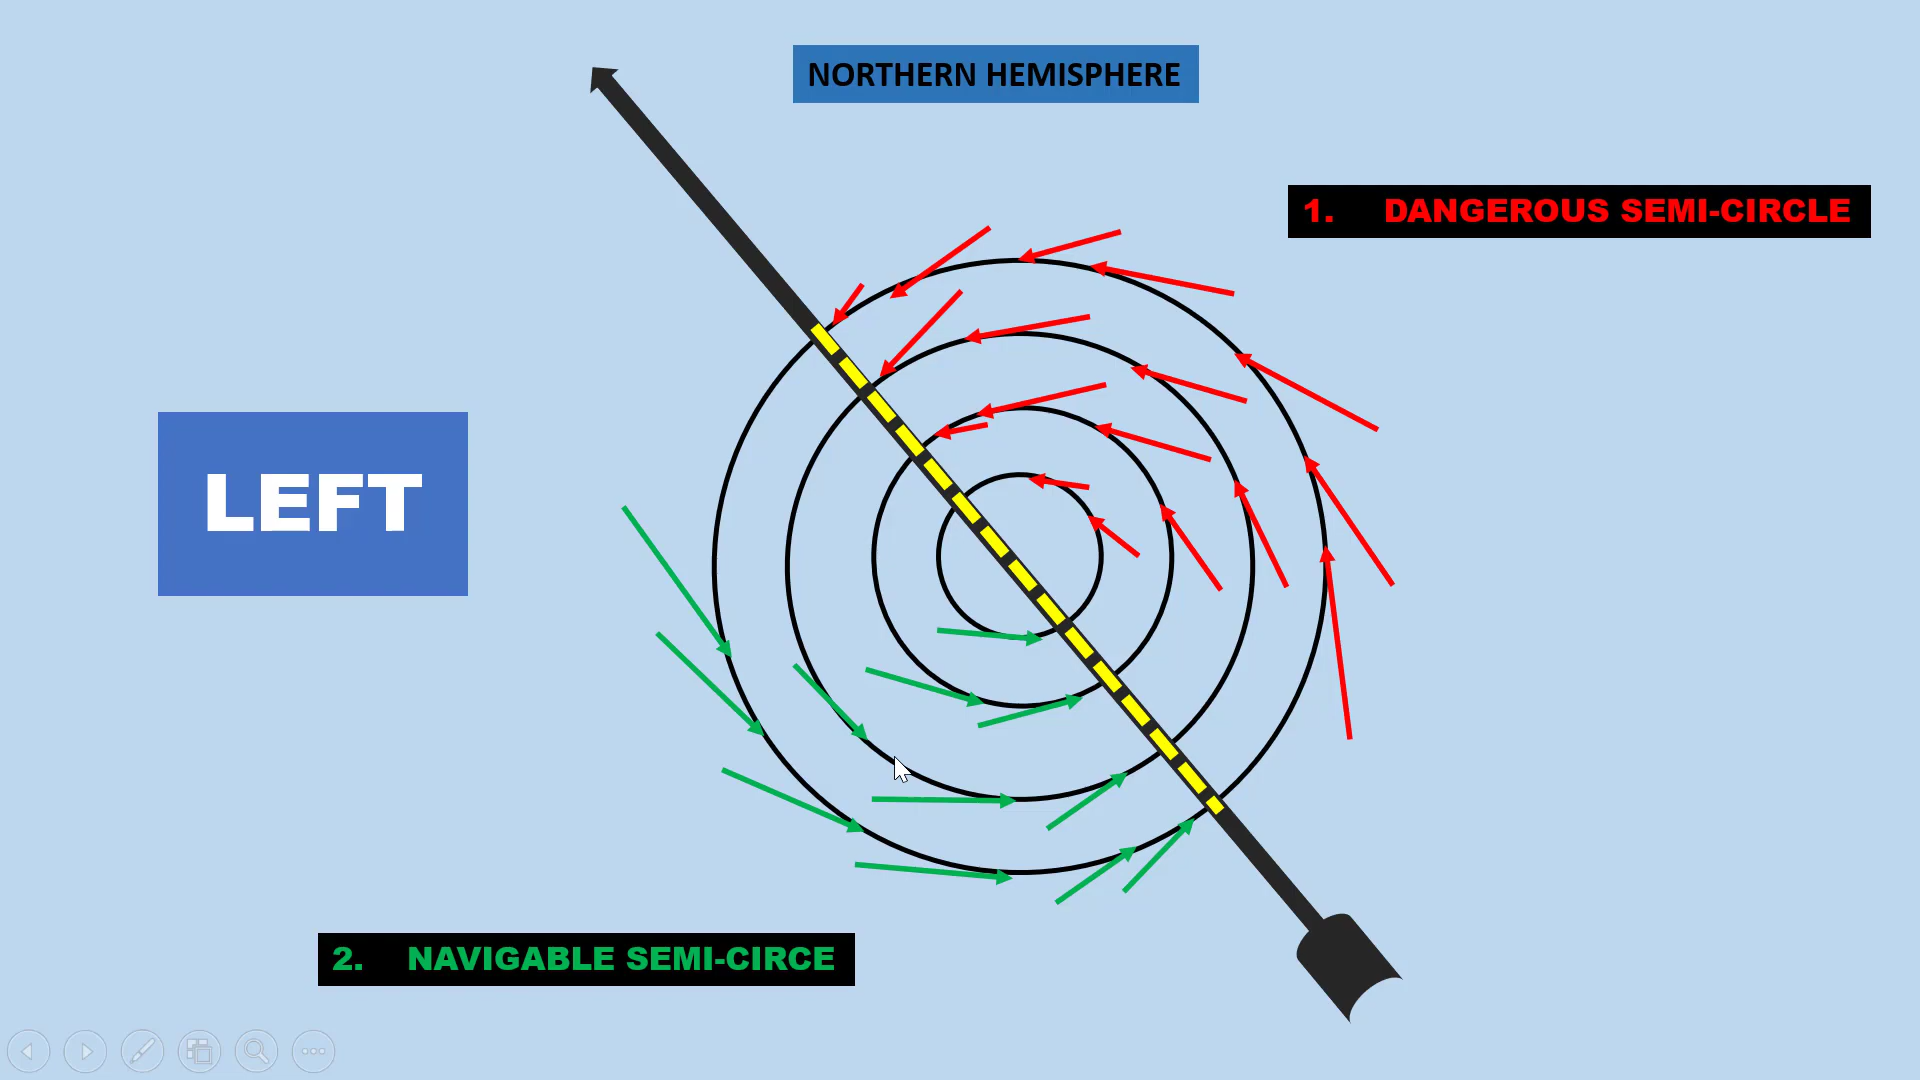 NORTHERN HEMISPHERE
1. DANGEROUS SEMI-CIRCLE
LEFT
2. NAVIGABLE SEMI-CIRCE